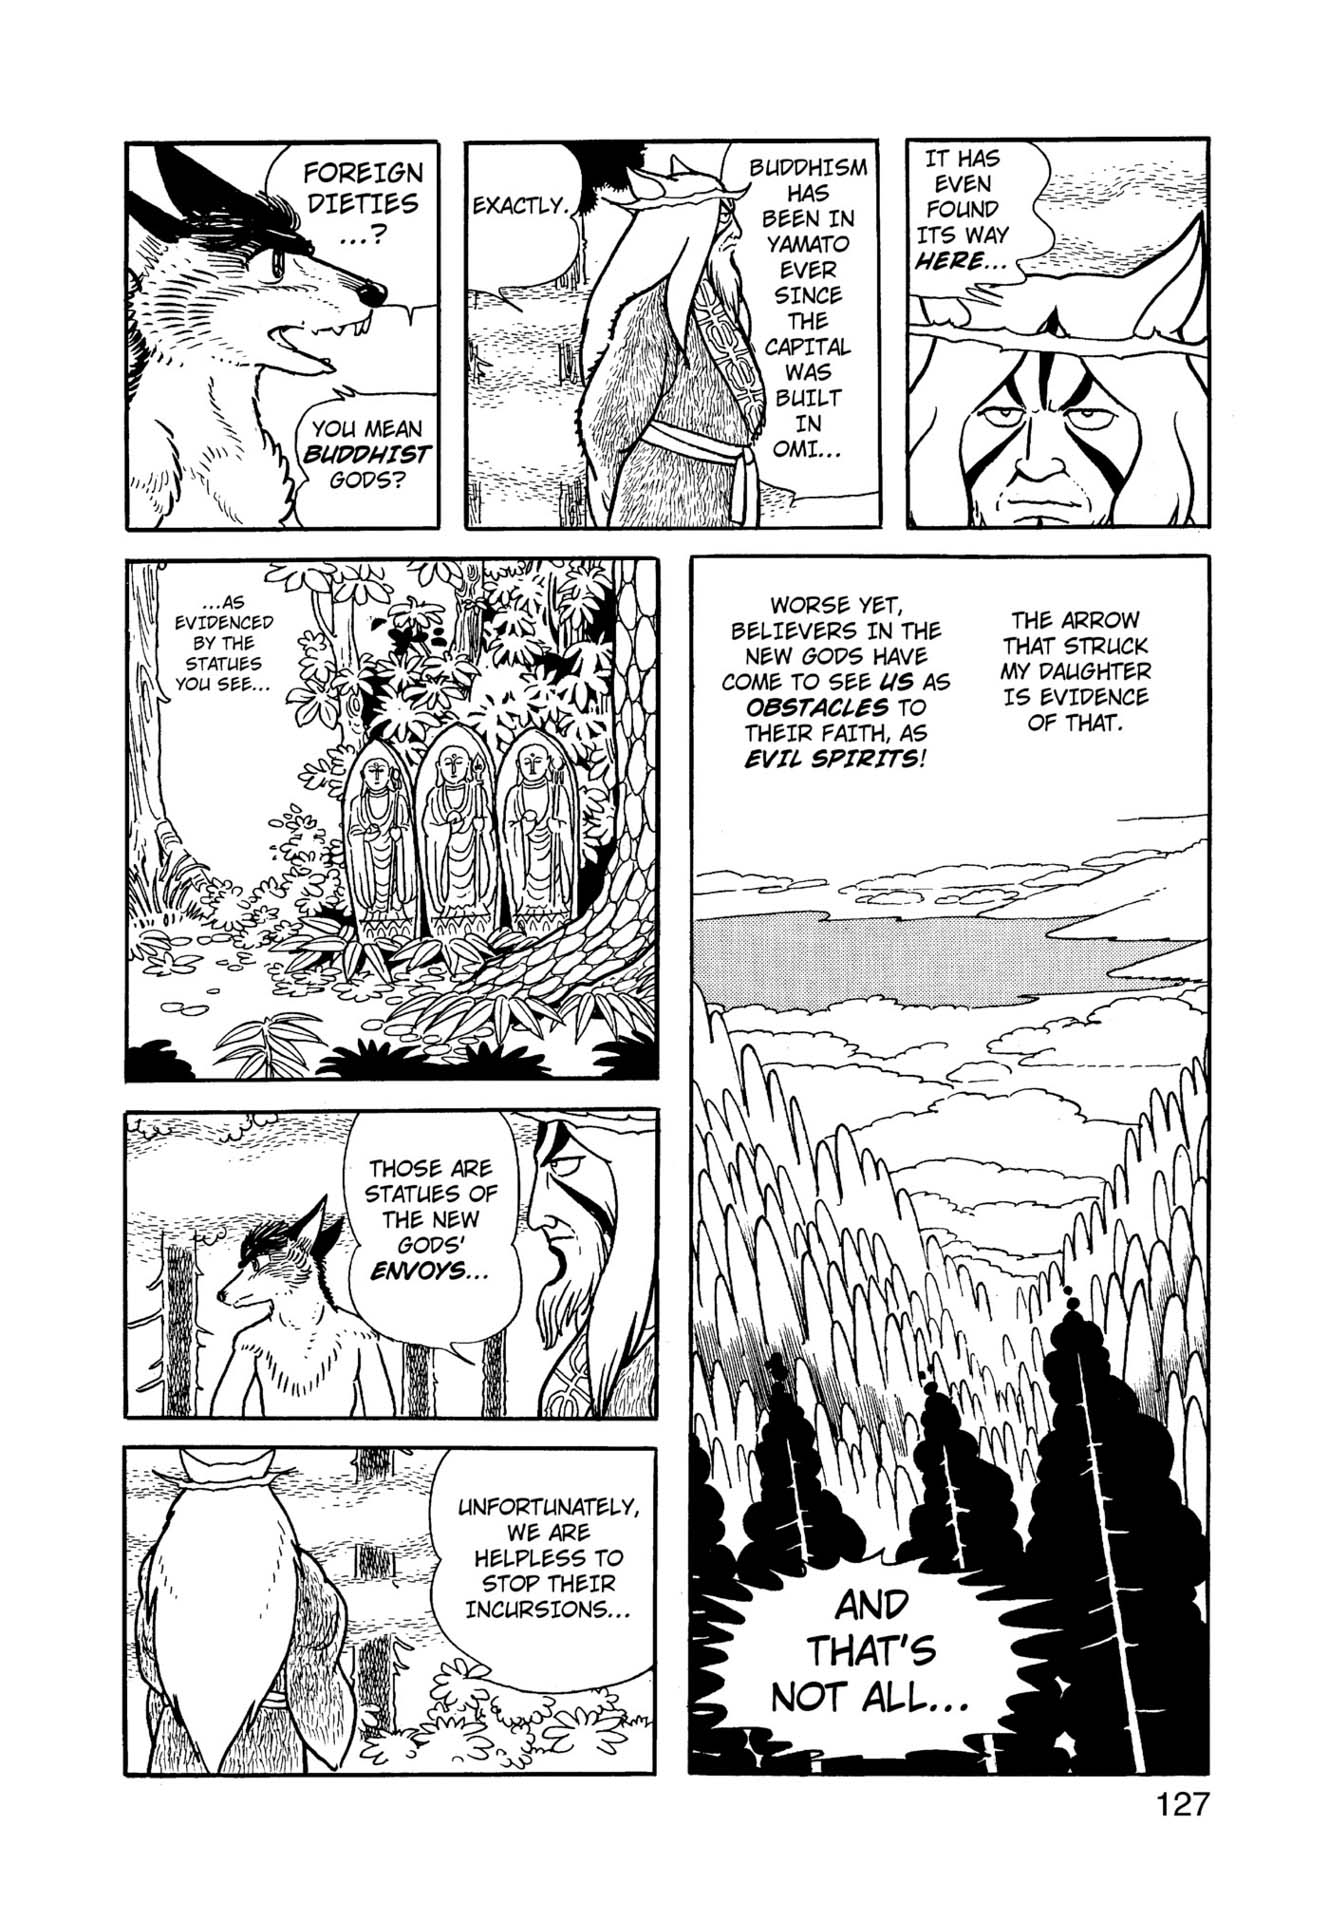 FOREIGN
DIETIES
...?
YOU MEAN
BUDDHIST
GODS?
EXACTLY.
BUDDHISM
HAS
BEEN IN
YAMATO
EVER
SINCE
THE
CAPITAL
WAS
BUILT
IN
OMI...
IT HAS
EVEN
FOUND
ITS WAY
HERE...
...AS
EVIDENCED
BY THE
STATUES
YOU SEE...
THOSE ARE
STATUES OF
THE NEW
GODS'
ENVOYS...
UNFORTUNATELY,
WE ARE
HELPLESS TO
STOP THEIR
INCURSIONS...
WORSE YET,
BELIEVERS IN THE
NEW GODS HAVE
COME TO SEE US AS
OBSTACLES TO
THEIR FAITH, AS
EVIL SPIRITS!
THE ARROW
THAT STRUCK
MY DAUGHTER
IS EVIDENCE
OF THAT.
AND
THAT'S
NOT ALL...
127